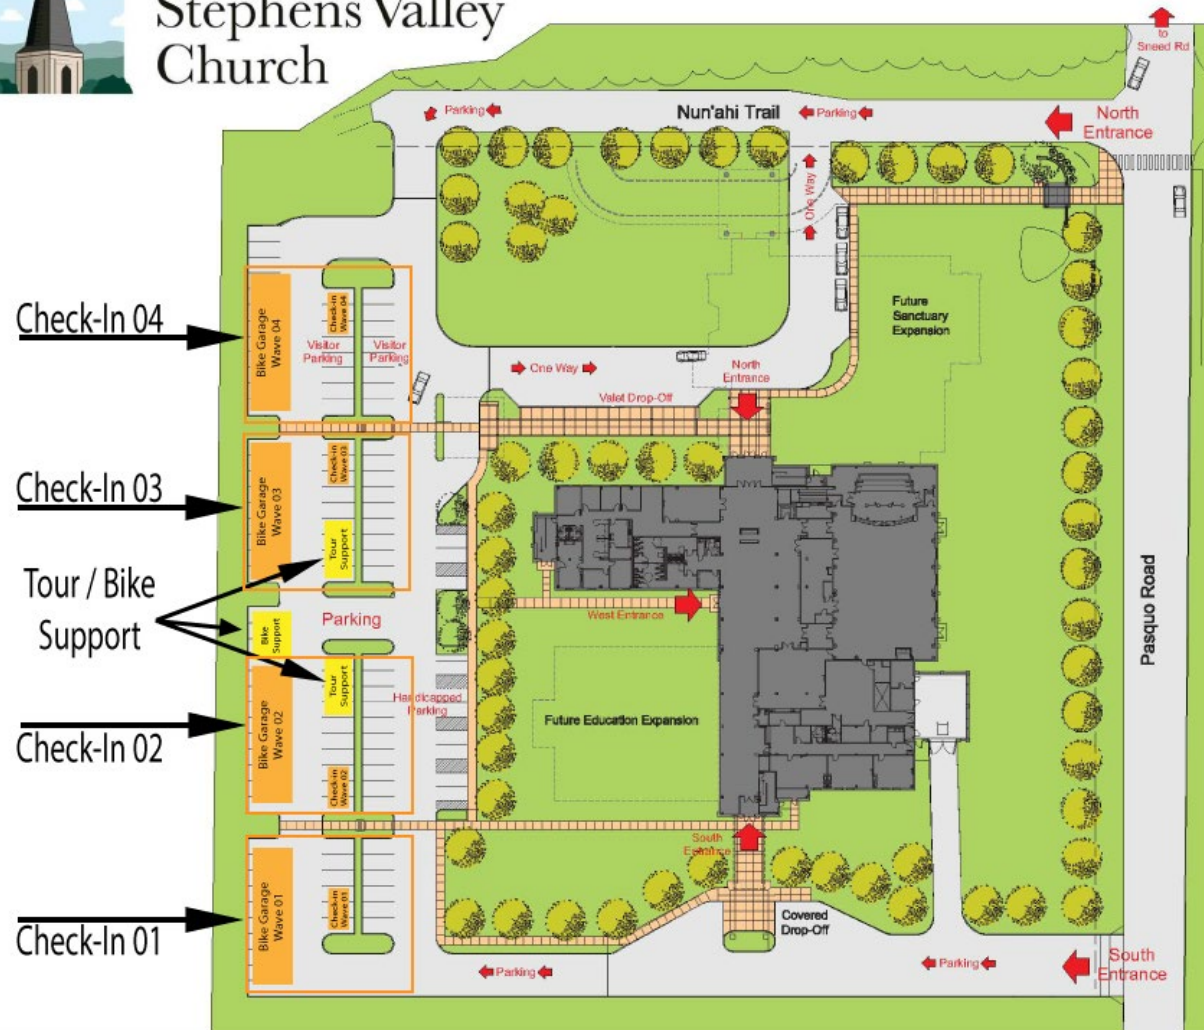 Stephens Valley
Church
to
Sneed Rd
Parking
Nun'ahi Trail
Parking
North
Entrance
One Way
Check-In 04
Bike Garage
Wave 04
Check-in
Wave 04
Visitor
Parking
Visitor
Parking
Future
Sanctuary
Expansion
One Way
North
Entrance
Valet Drop-Off
Check-In 03
Bike Garage
Wave 03
Check-in
Wave 03
Tour
Support
Tour / Bike
Support
Bike
Support
Parking
West Entrance
Pasquo Road
Tour
Support
Handicapped
Parking
Check-In 02
Bike Garage
Wave 02
Check-in
Wave 02
Future Education Expansion
South
Entrance
Check-In 01
Bike Garage
Wave 01
Check-in
Wave 01
Covered
Drop-Off
Parking
Parking
South
Entrance